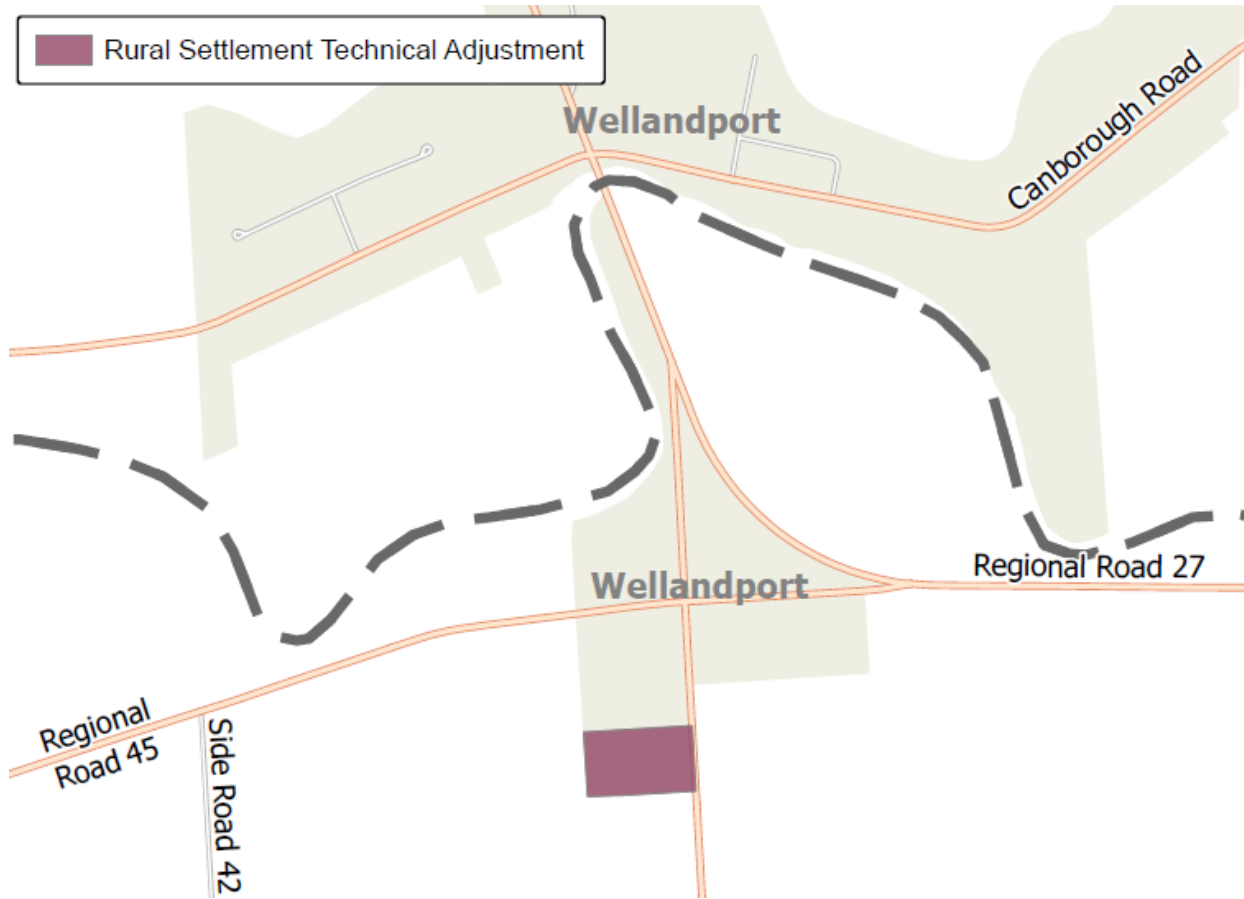 Rural Settlement Technical Adjustment
Wellandport
Canborough Road
Regional Road 27
Wellandport
Regional
Road 45
Side Road 42